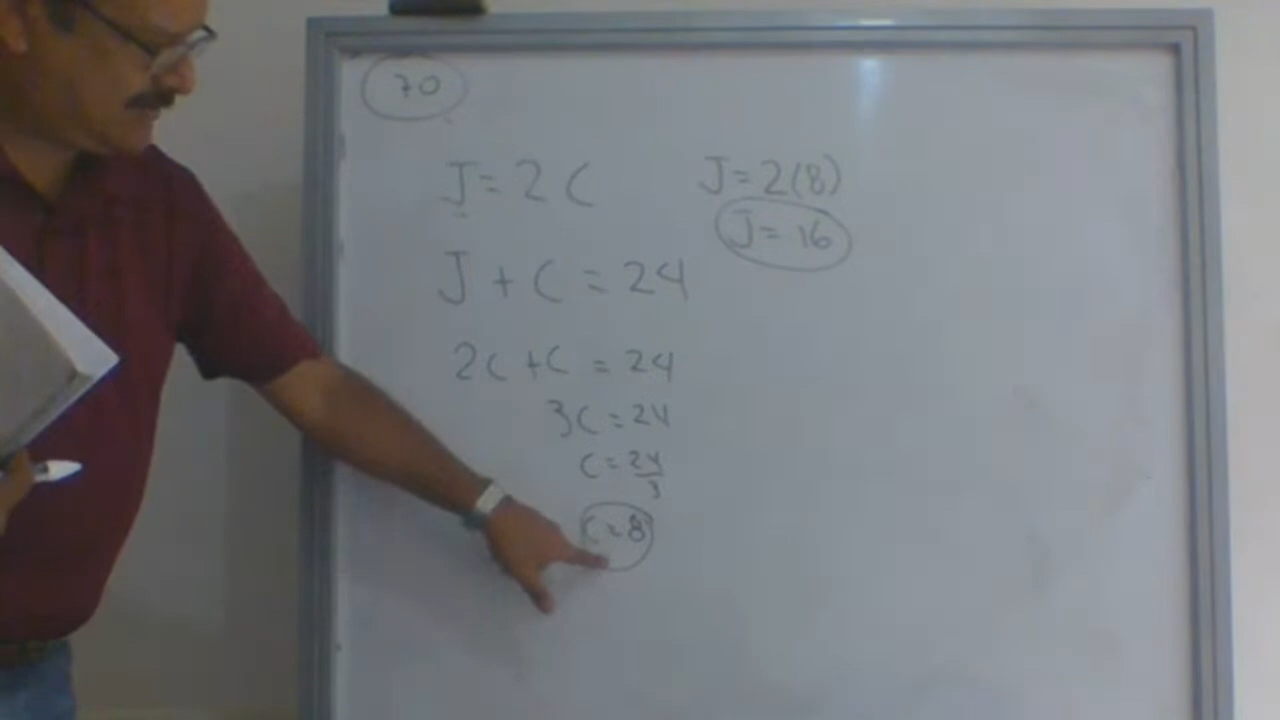 70
J = 2C
J + C = 24
2C + C = 24
3C = 24
C = 24/3
C = 8
J = 2(8)
J = 16